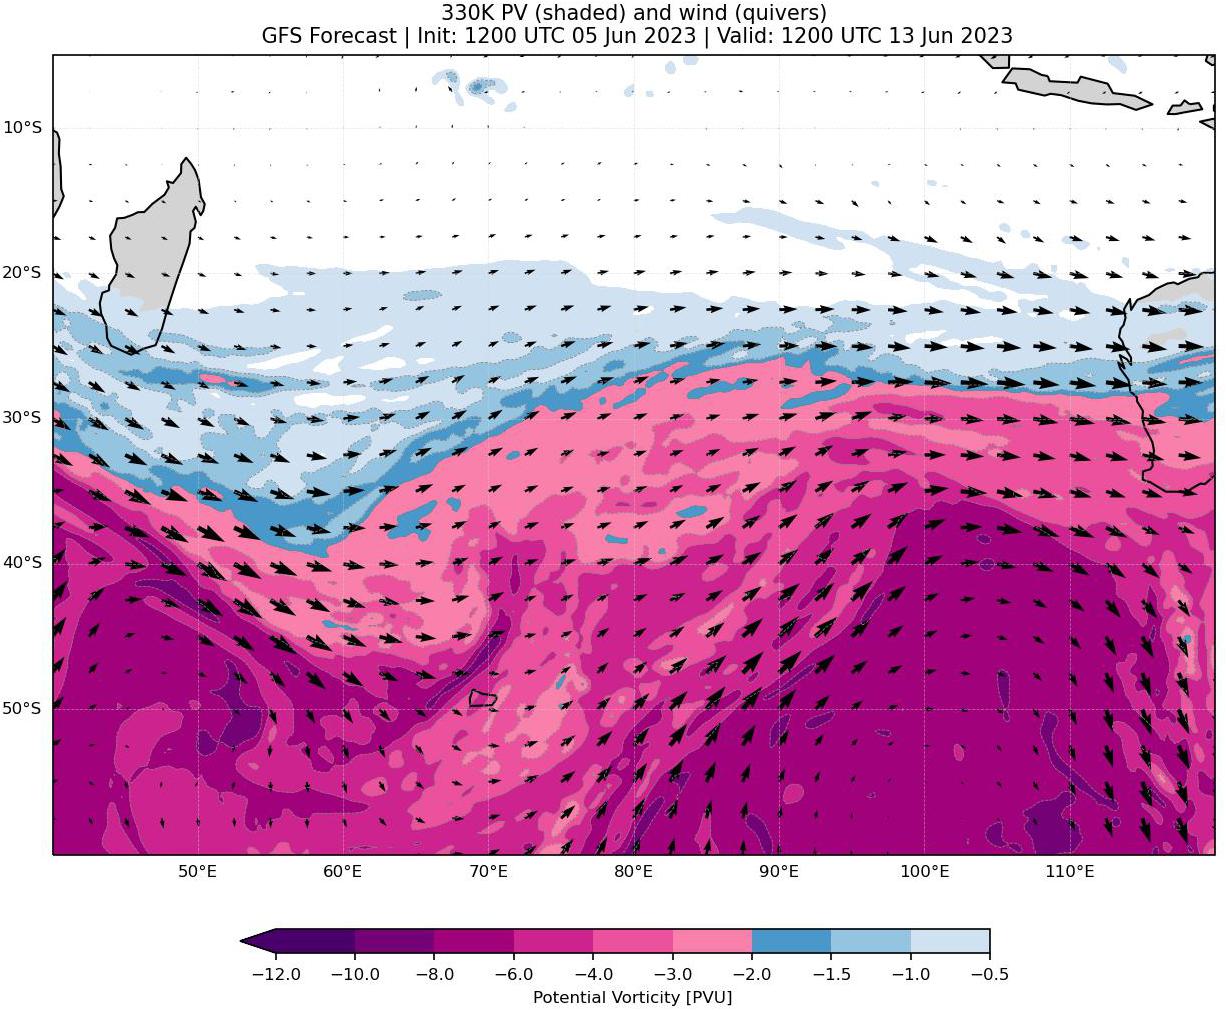 330K PV (shaded) and wind (quivers)
GFS Forecast | Init: 1200 UTC 05 Jun 2023 | Valid: 1200 UTC 13 Jun 2023
10°S
20°S
30°S
40°S
50°S
50°E 60°E 70°E 80°E 90°E 100°E 110°E
−12.0 −10.0 −8.0 −6.0 −4.0 −3.0 −2.0 −1.5 −1.0 −0.5
Potential Vorticity [PVU]